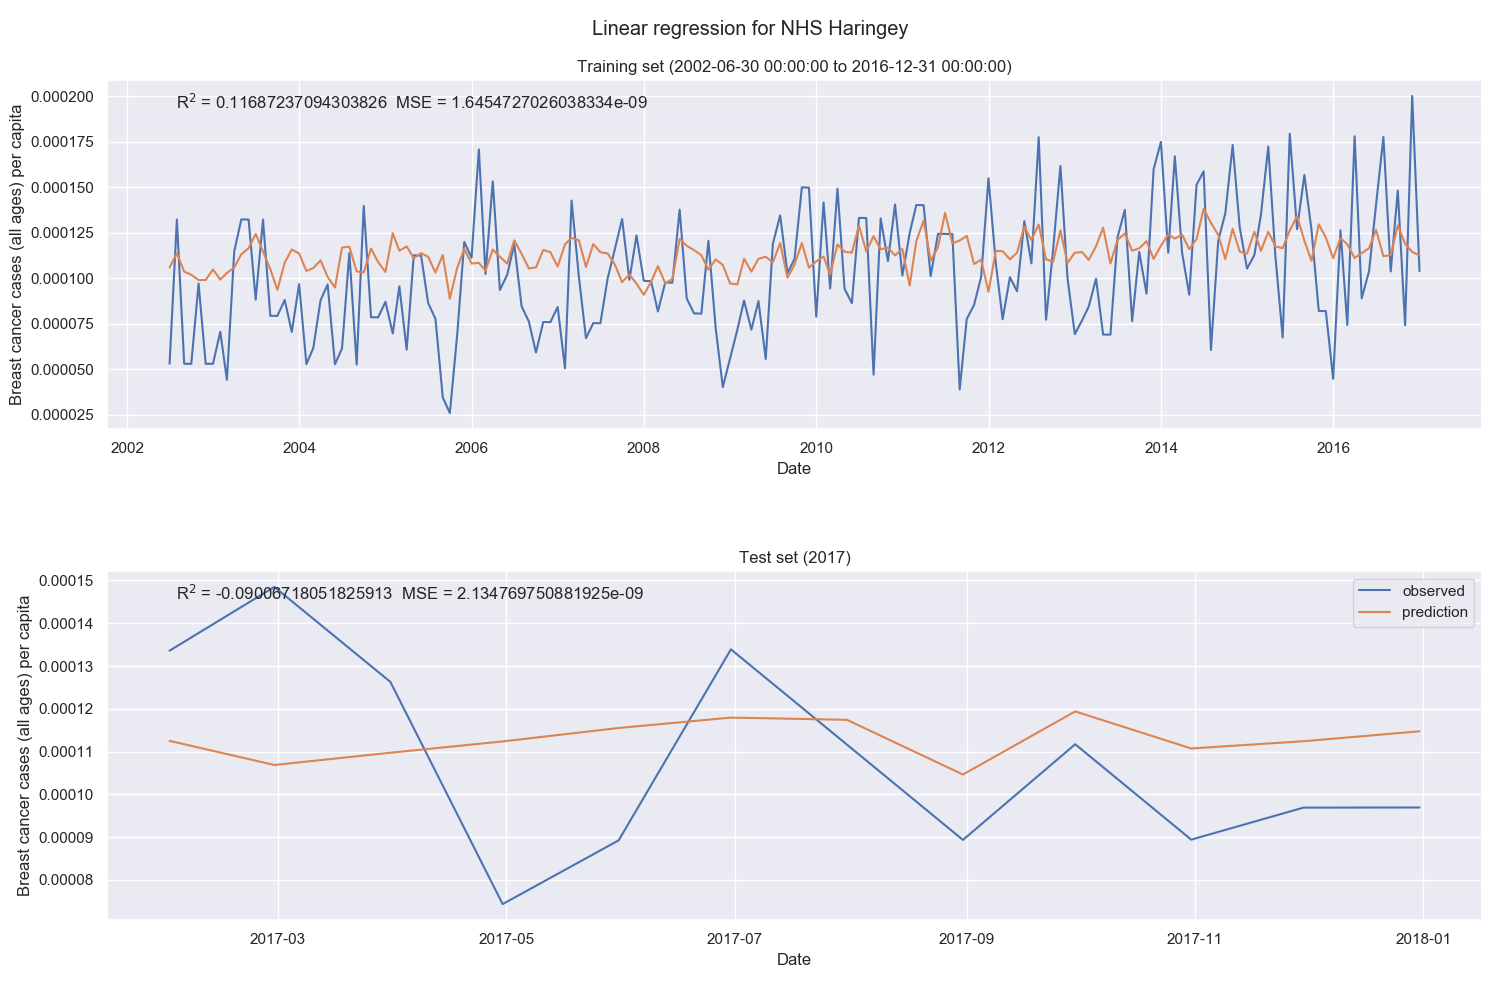 Linear regression for NHS Haringey
Training set (2002-06-30 00:00:00 to 2016-12-31 00:00:00)
R² = 0.11687237094303826 MSE = 1.6454727026038334e-09
Breast cancer cases (all ages) per capita
0.000200
0.000175
0.000150
0.000125
0.000100
0.000075
0.000050
0.000025
2002 2004 2006 2008 2010 2012 2014 2016
Date
Test set (2017)
R² = -0.09006718051825913 MSE = 2.134769750881925e-09
observed
prediction
Breast cancer cases (all ages) per capita
0.00015
0.00014
0.00013
0.00012
0.00011
0.00010
0.00009
0.00008
2017-03 2017-05 2017-07 2017-09 2017-11 2018-01
Date